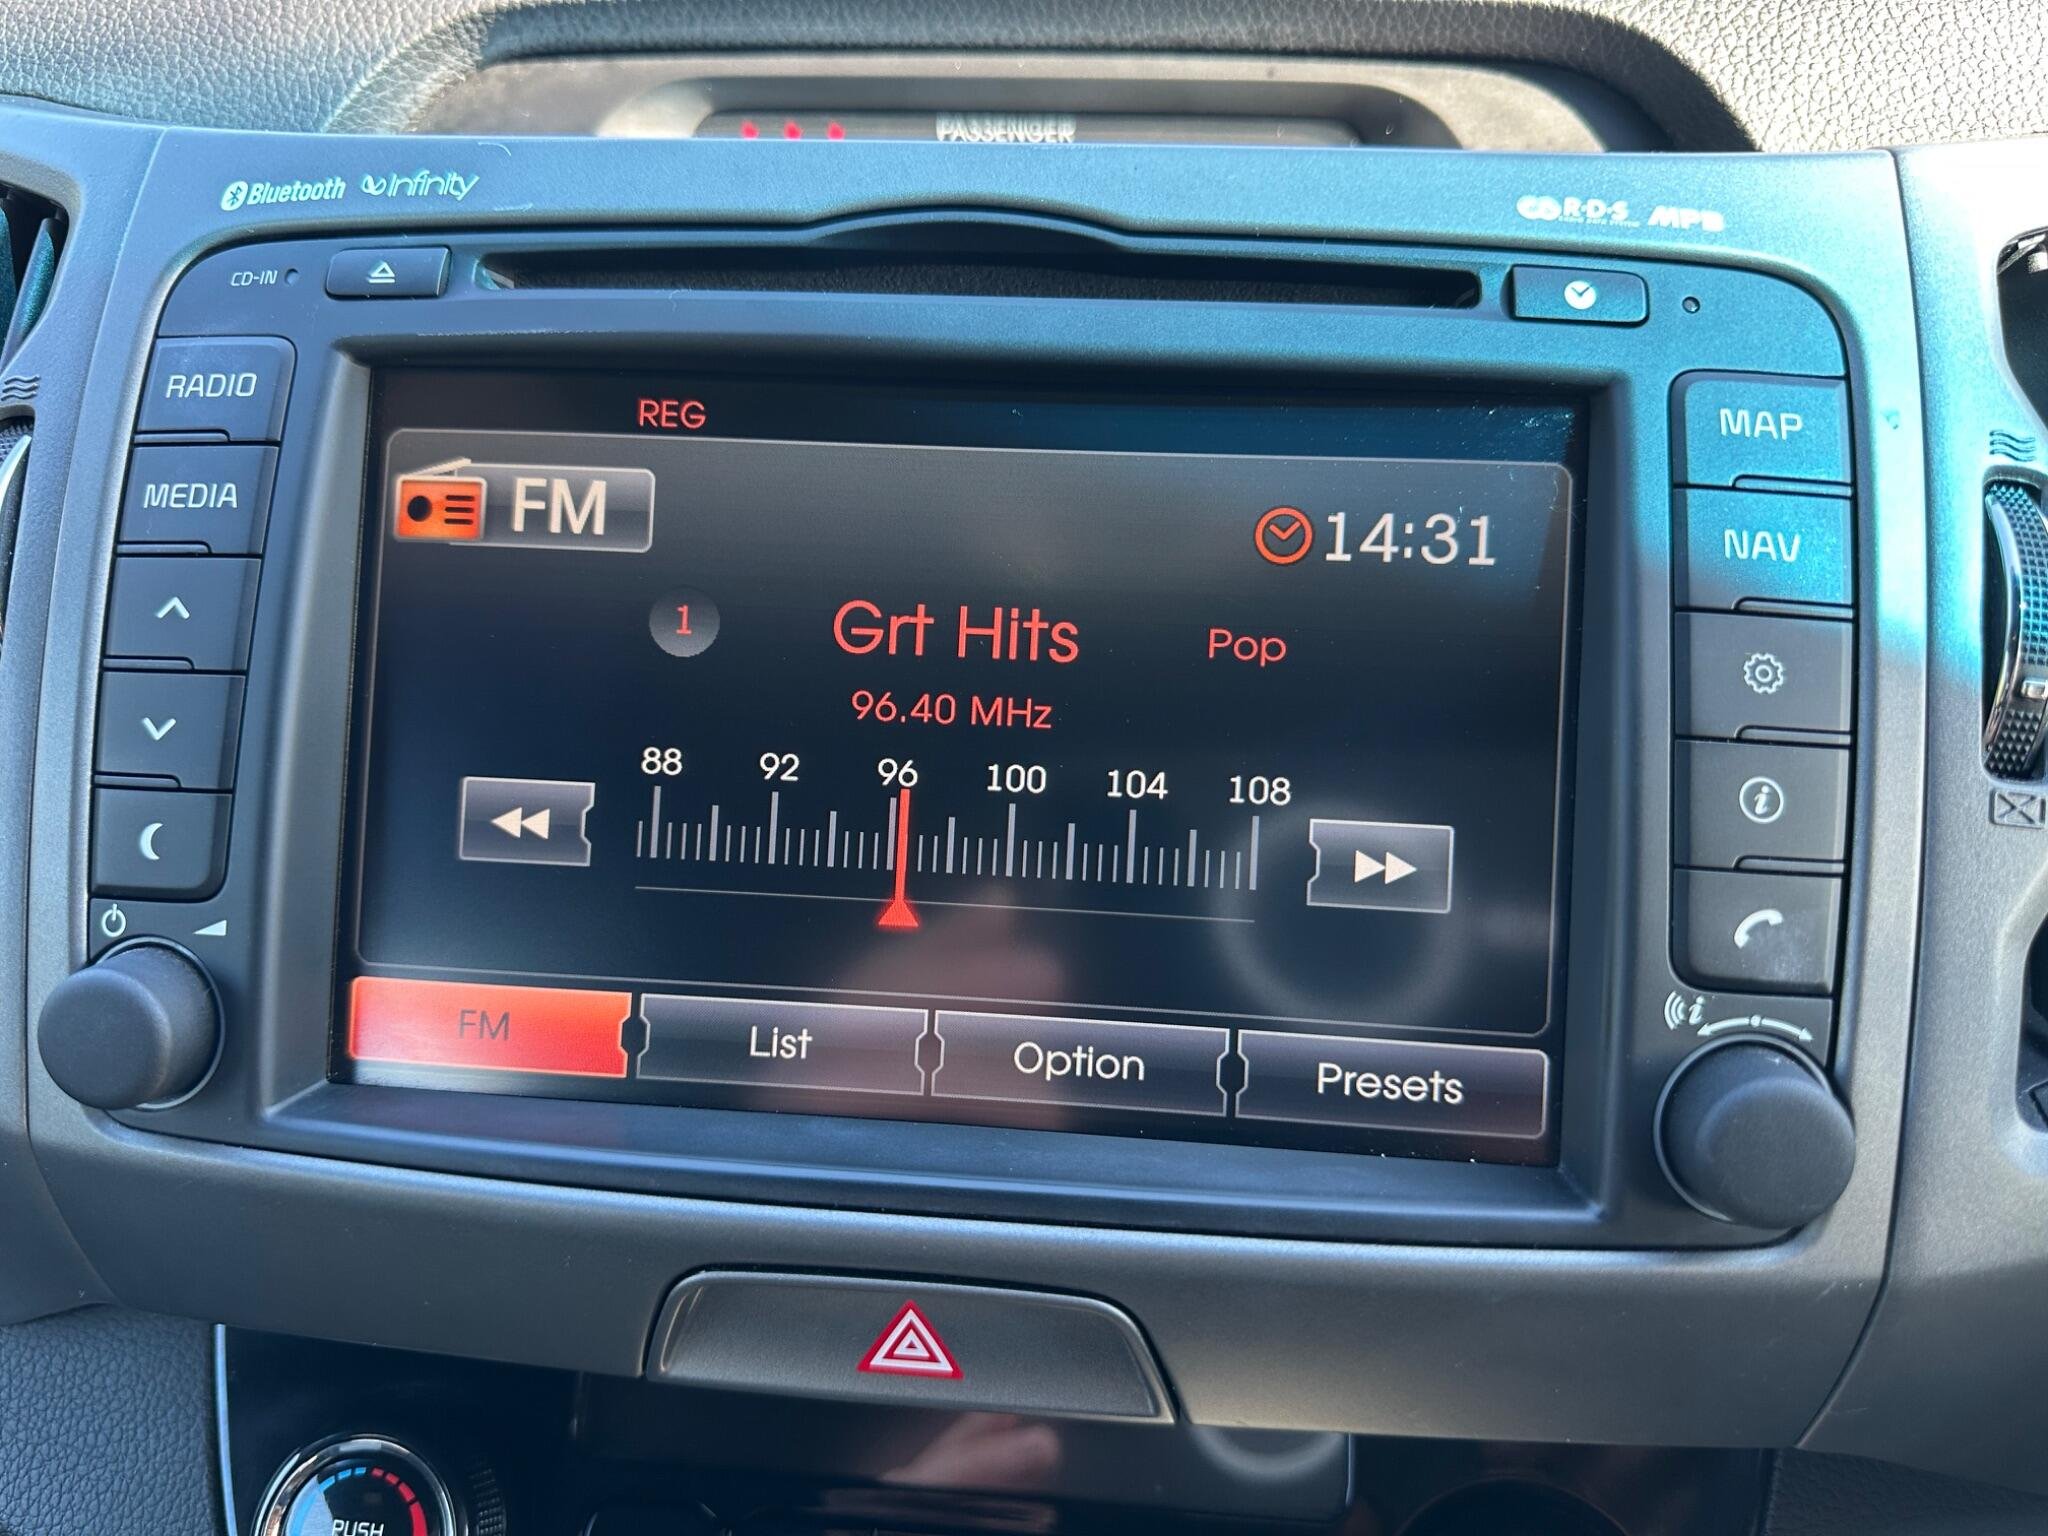 PASSENGER
Bluetooth Infinity
R·D·S MP3
CD-IN
RADIO
MEDIA
MAP
NAV
REG
FM
14:31
1
Grt Hits
Pop
96.40 MHz
88 92 96 100 104 108
FM
List
Option
Presets
PUSH